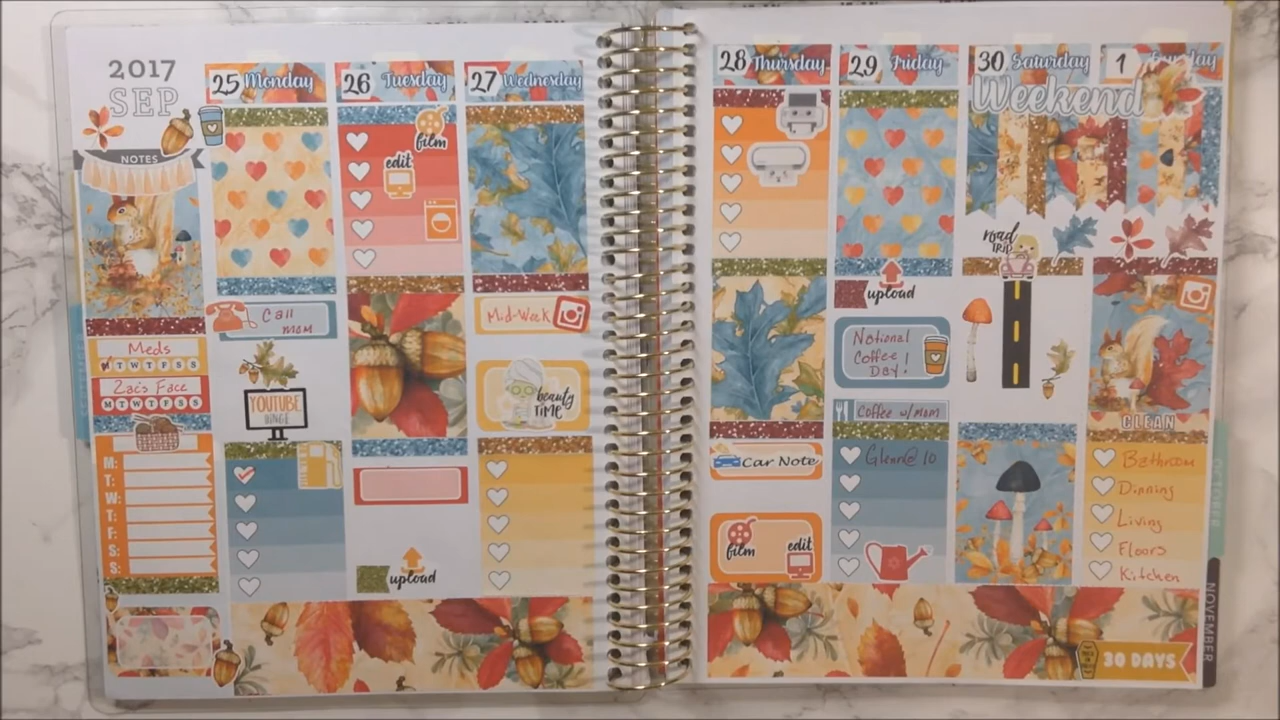 2017
SEP
NOTES
Meds
M T W T F S S
Zac's Face
M T W T F S S
M:
T:
W:
T:
F:
S:
S:
25 Monday
Call
mom
YOUTUBE
BINGE
26 Tuesday
film
edit
upload
27 Wednesday
Mid-Week
beauty
TIME
28 Thursday
Car Note
film
edit
29 Friday
upload
National
Coffee
Day!
Coffee w/mom
Glenn@ 10
30 Saturday
1
Weekend
road
TRIP
CLEAN
Bathroom
Dinning
Living
Floors
Kitchen
30 DAYS
OCTOBER
NOVEMBER